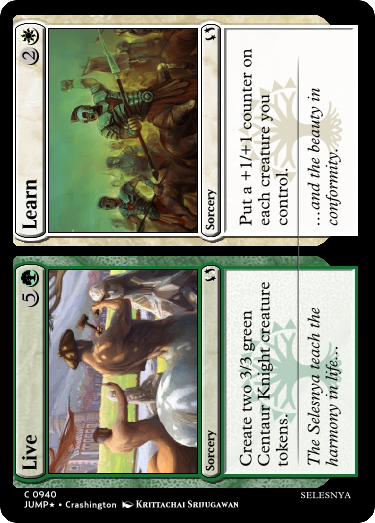 Live
5
Sorcery
Create two 3/3 green
Centaur Knight creature
tokens.
The Selesnya teach the
harmony in life...
Learn
2
Sorcery
Put a +1/+1 counter on
each creature you
control.
...and the beauty in
conformity.
C 0940
JUMP★ • Crashington Krittachai Srijugawan
SELESNYA